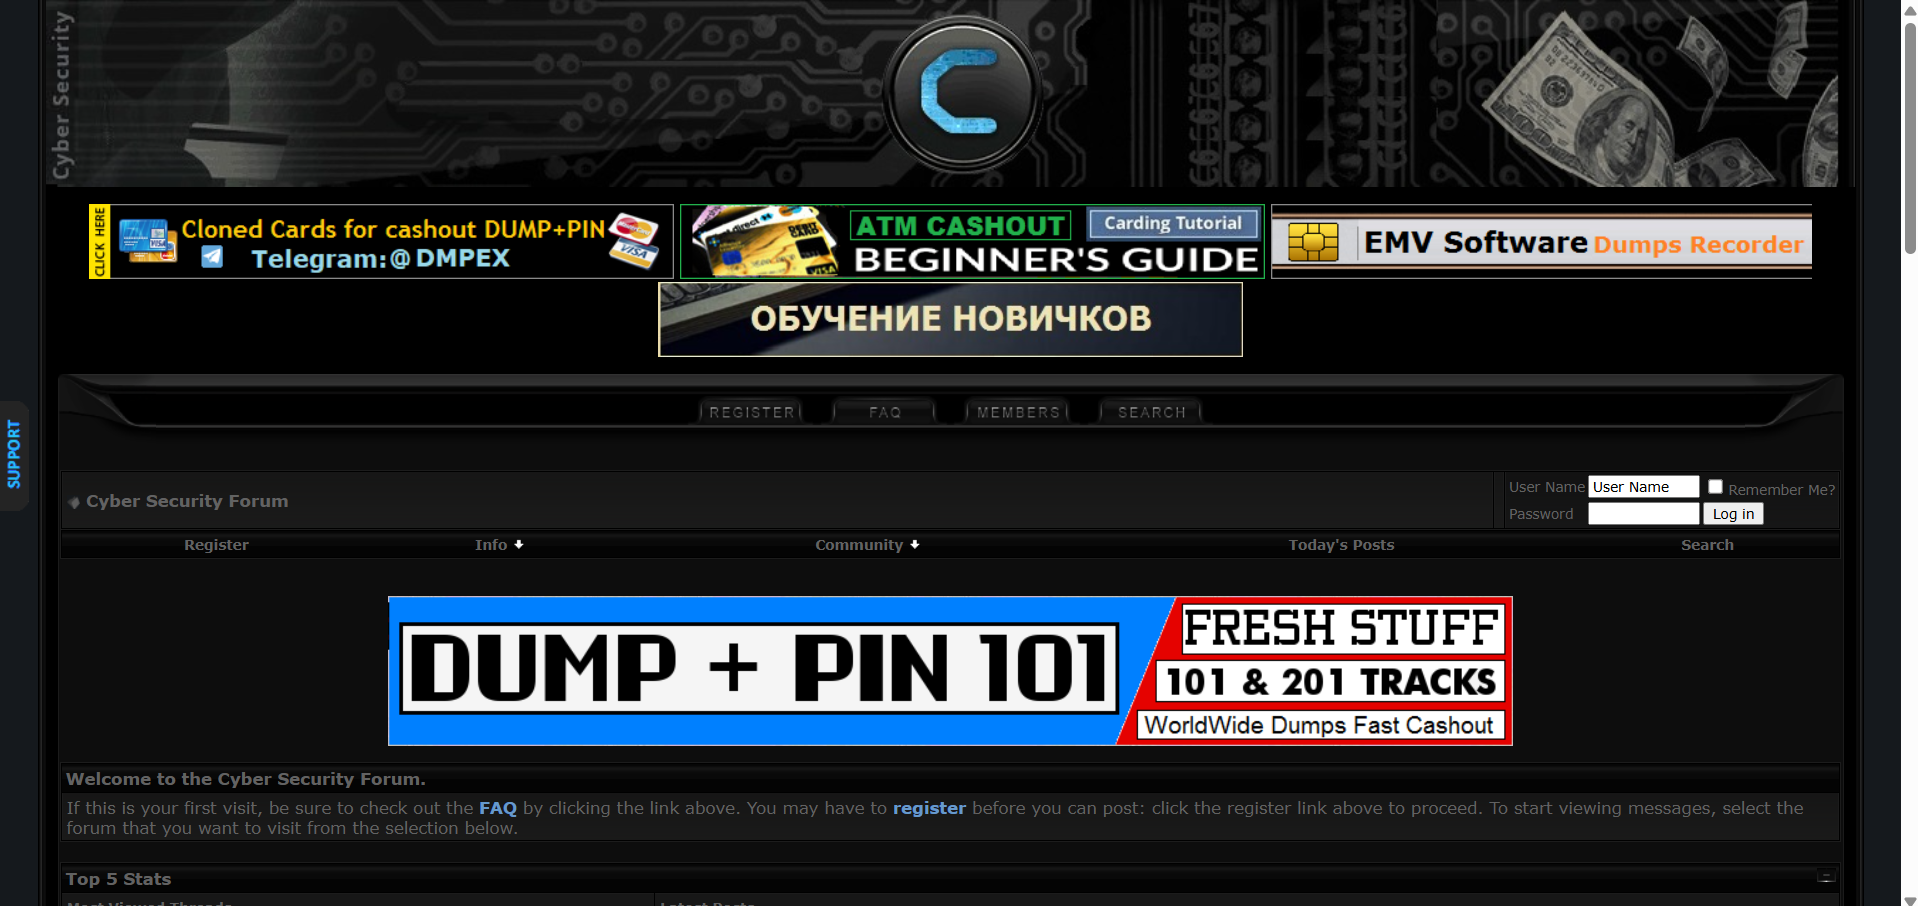 Cyber Security
CLICK HERE
Cloned Cards for cashout DUMP+PIN
Telegram:@DMPEX
ATM CASHOUT
Carding Tutorial
BEGINNER'S GUIDE
EMV Software Dumps Recorder
ОБУЧЕНИЕ НОВИЧКОВ
REGISTER
FAQ
MEMBERS
SEARCH
SUPPORT
Cyber Security Forum
User Name User Name Remember Me?
Password Log in
Register Info Community Today's Posts Search
DUMP + PIN 101
FRESH STUFF
101 & 201 TRACKS
WorldWide Dumps Fast Cashout
Welcome to the Cyber Security Forum.
If this is your first visit, be sure to check out the FAQ by clicking the link above. You may have to register before you can post: click the register link above to proceed. To start viewing messages, select the
forum that you want to visit from the selection below.
Top 5 Stats
Most Viewed Threads Latest Posts